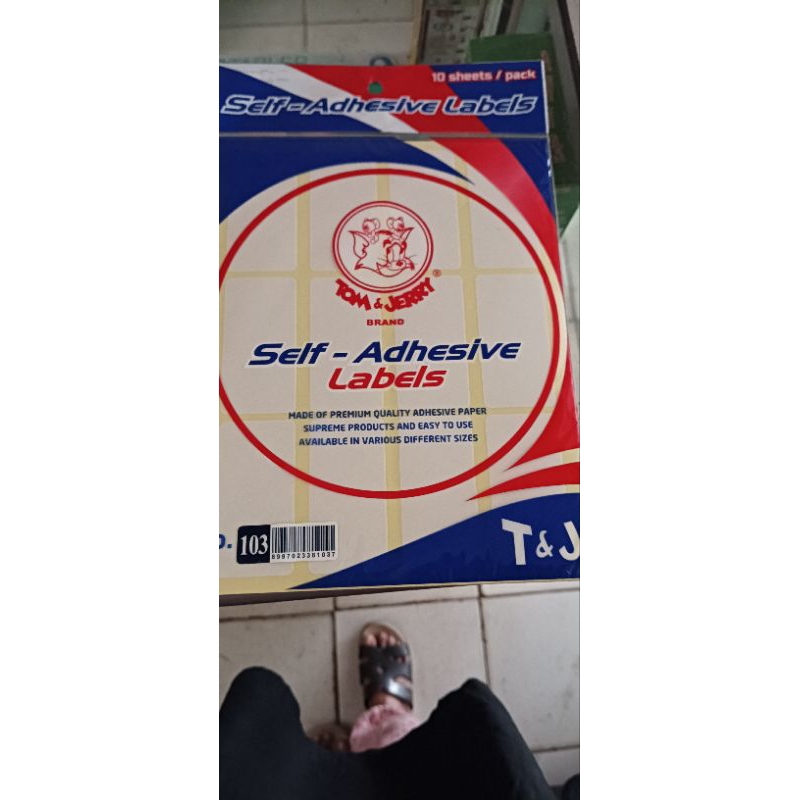 10 sheets / pack
Self - Adhesive Labels
TOM & JERRY®
BRAND
Self - Adhesive
Labels
MADE OF PREMIUM QUALITY ADHESIVE PAPER
SUPREME PRODUCTS AND EASY TO USE
AVAILABLE IN VARIOUS DIFFERENT SIZES
103
T & J